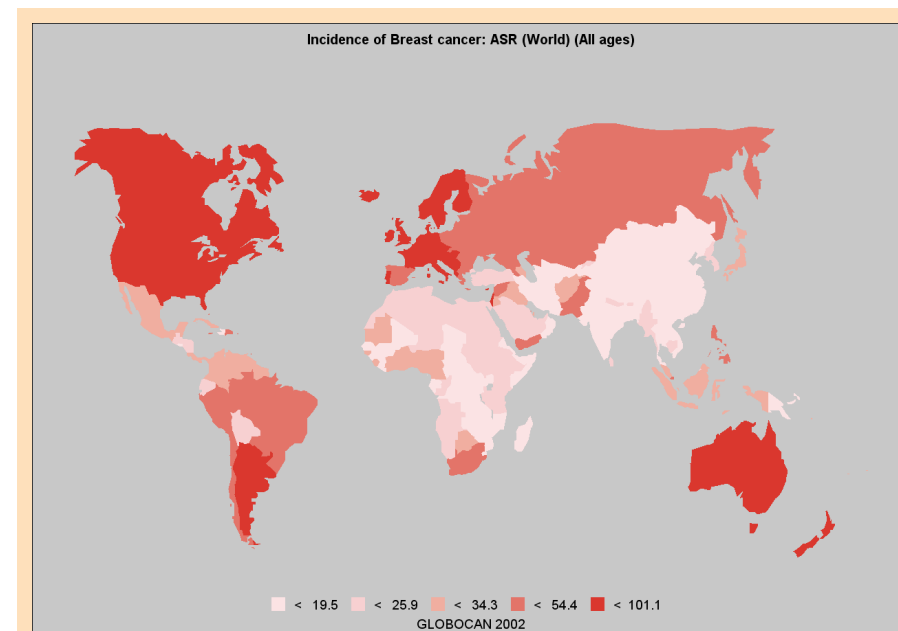 Incidence of Breast cancer: ASR (World) (All ages)
< 19.5 < 25.9 < 34.3 < 54.4 < 101.1
GLOBOCAN 2002